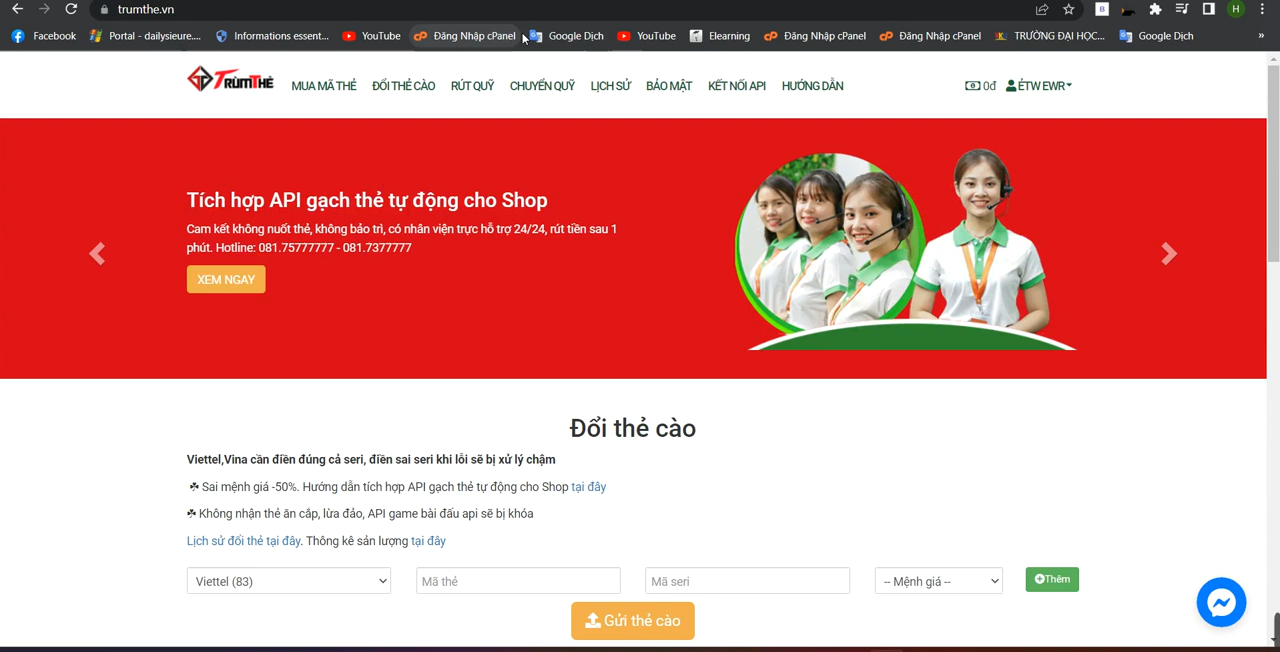 trumthe.vn
H
Facebook
Portal - dailysieure....
Informations essent...
YouTube
Đăng Nhập cPanel
Google Dịch
YouTube
Elearning
Đăng Nhập cPanel
Đăng Nhập cPanel
TRƯỜNG ĐẠI HỌC...
Google Dịch
»
TRÙMTHẺ
MUA MÃ THẺ
ĐỔI THẺ CÀO
RÚT QUỸ
CHUYỂN QUỸ
LỊCH SỬ
BẢO MẬT
KẾT NỐI API
HƯỚNG DẪN
0đ
ÉTW EWR
Tích hợp API gạch thẻ tự động cho Shop
Cam kết không nuốt thẻ, không bảo trì, có nhân viện trực hỗ trợ 24/24, rút tiền sau 1
phút. Hotline: 081.75777777 - 081.7377777
XEM NGAY
Đổi thẻ cào
Viettel,Vina cần điền đúng cả seri, điền sai seri khi lỗi sẽ bị xử lý chậm
☘ Sai mệnh giá -50%. Hướng dẫn tích hợp API gạch thẻ tự động cho Shop tại đây
☘ Không nhận thẻ ăn cắp, lừa đảo, API game bài đấu api sẽ bị khóa
Lịch sử đổi thẻ tại đây. Thông kê sản lượng tại đây
Viettel (83)
Mã thẻ
Mã seri
-- Mệnh giá --
Thêm
Gửi thẻ cào